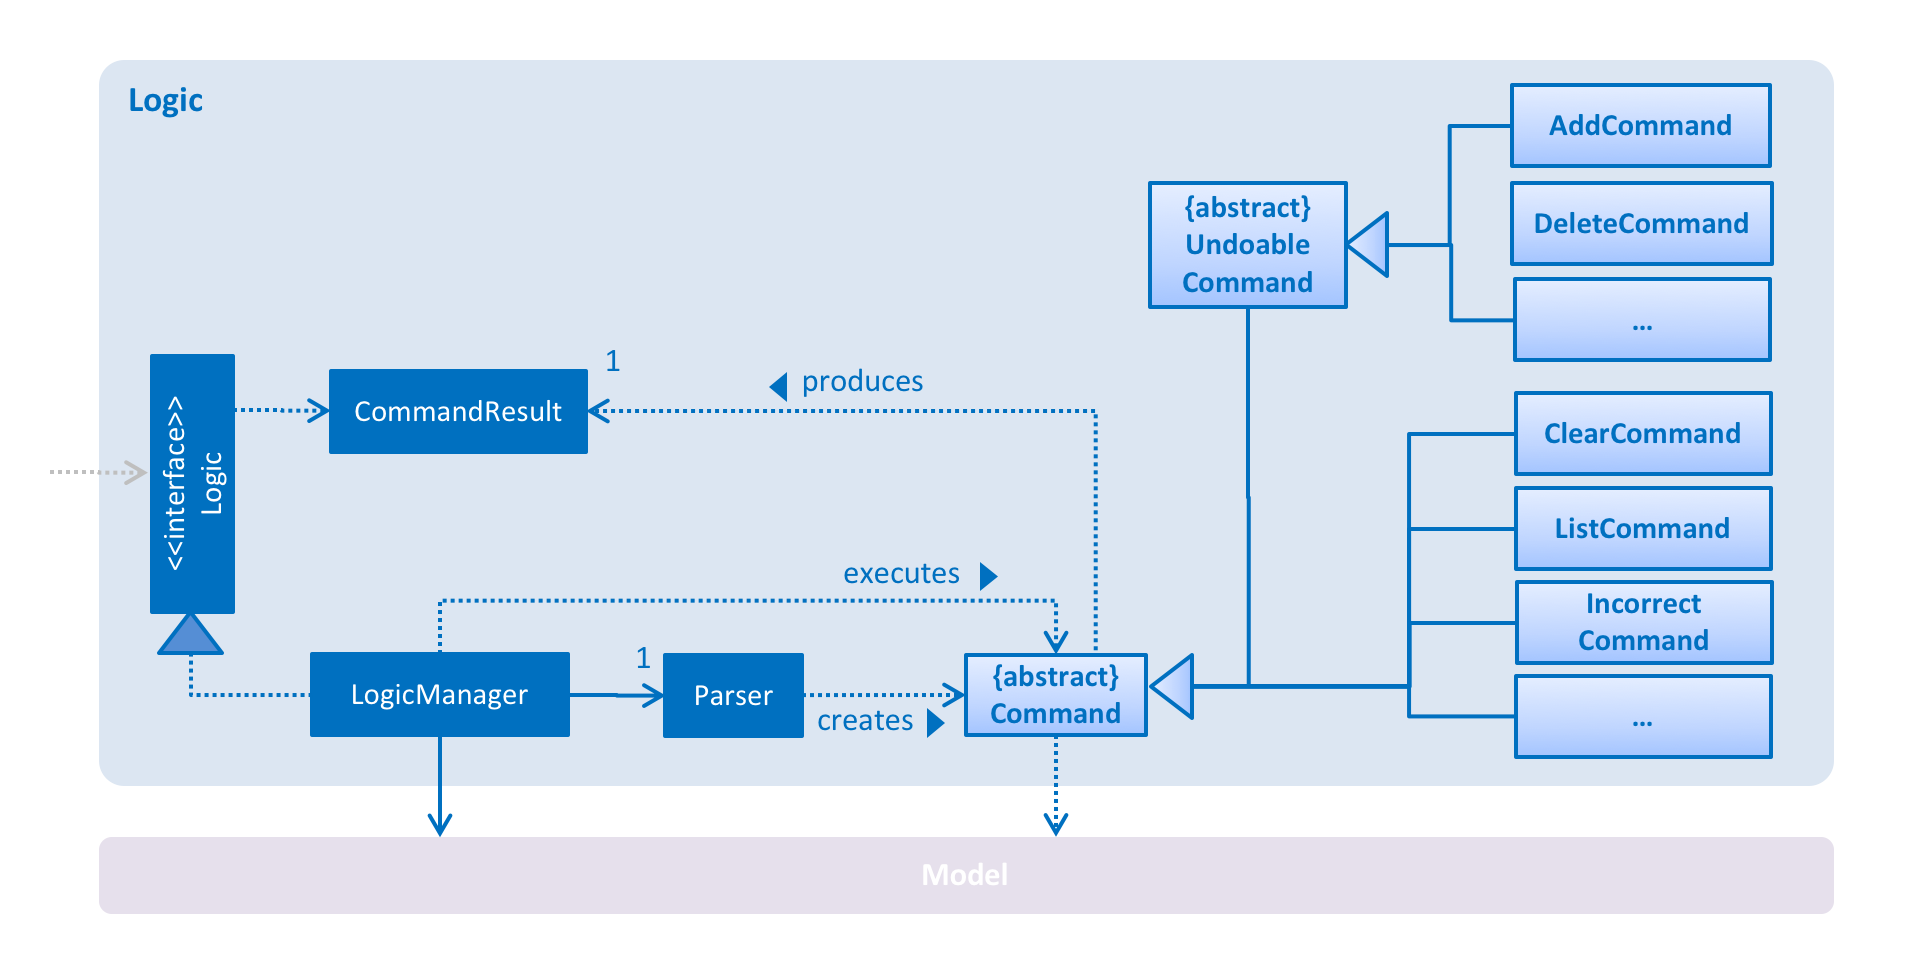 Logic
AddCommand
{abstract}
Undoable
Command
DeleteCommand
...
<<interface>>
Logic
1
CommandResult
produces
ClearCommand
ListCommand
executes
Incorrect
Command
LogicManager
1
Parser
creates
{abstract}
Command
...
Model